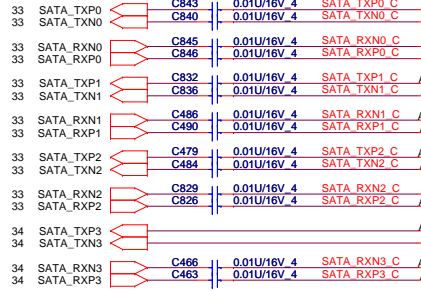 33 SATA_TXP0 C843 0.01U/16V_4 SATA_TXP0_C
33 SATA_TXN0 C840 0.01U/16V_4 SATA_TXN0_C
33 SATA_RXN0 C845 0.01U/16V_4 SATA_RXN0_C
33 SATA_RXP0 C846 0.01U/16V_4 SATA_RXP0_C
33 SATA_TXP1 C832 0.01U/16V_4 SATA_TXP1_C
33 SATA_TXN1 C836 0.01U/16V_4 SATA_TXN1_C
33 SATA_RXN1 C486 0.01U/16V_4 SATA_RXN1_C
33 SATA_RXP1 C490 0.01U/16V_4 SATA_RXP1_C
33 SATA_TXP2 C479 0.01U/16V_4 SATA_TXP2_C
33 SATA_TXN2 C484 0.01U/16V_4 SATA_TXN2_C
33 SATA_RXN2 C829 0.01U/16V_4 SATA_RXN2_C
33 SATA_RXP2 C826 0.01U/16V_4 SATA_RXP2_C
34 SATA_TXP3
34 SATA_TXN3
34 SATA_RXN3 C466 0.01U/16V_4 SATA_RXN3_C
34 SATA_RXP3 C463 0.01U/16V_4 SATA_RXP3_C